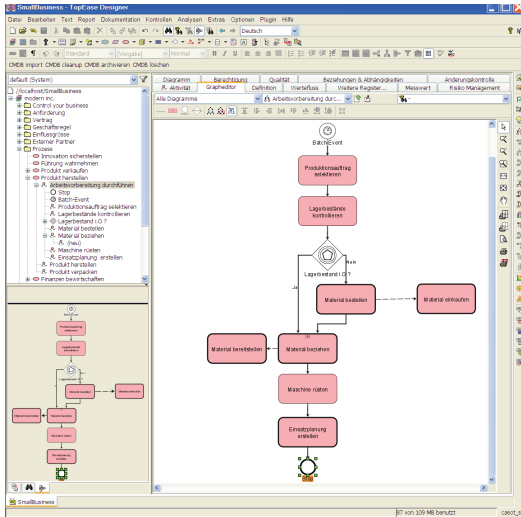 SmallBusiness - TopEase Designer
Datei Bearbeiten Text Report Dokumentation Kontrollen Analysen Extras Optionen Plugin Hilfe
Deutsch
Standard [Vorgabe] Normal
CMDB import CMDB cleanup CMDB archivieren CMDB löschen
default (System)
//localhost/SmallBusiness
modern inc.
Control your business
Anforderung
Vertrag
Geschäftsregel
Einflussgrösse
Externer Partner
Prozess
Innovation sicherstellen
Führung wahrnehmen
Produkt verkaufen
Produkt herstellen
Arbeitsvorbereitung durchführen
Stop
Batch-Event
Produktionsauftrag selektieren
Lagerbestände kontrollieren
Lagerbestand i.O ?
Material bestellen
Material beziehen
(neu)
Maschine rüsten
Einsatzplanung erstellen
Produkt herstellen
Produkt verpacken
Finanzen bewirtschaften
Diagramm Berechtigung Qualität Beziehungen & Abhängigkeiten Änderungskontrolle
Aktivität Grapheditor Definition Wertefluss Weitere Register... Messwert Risiko Management
Alle Diagramme
Arbeitsvorbereitung durc...
Batch-Event
Produktionsauftrag
selektieren
Lagerbestände
kontrollieren
Lagerbestand i.O ?
Nein
Ja
Material bestellen
Material einkaufen
Material bereitstellen
Material beziehen
Maschine rüsten
Einsatzplanung
erstellen
Stop
SmallBusiness
87 von 109 MB benutzt
casot_s